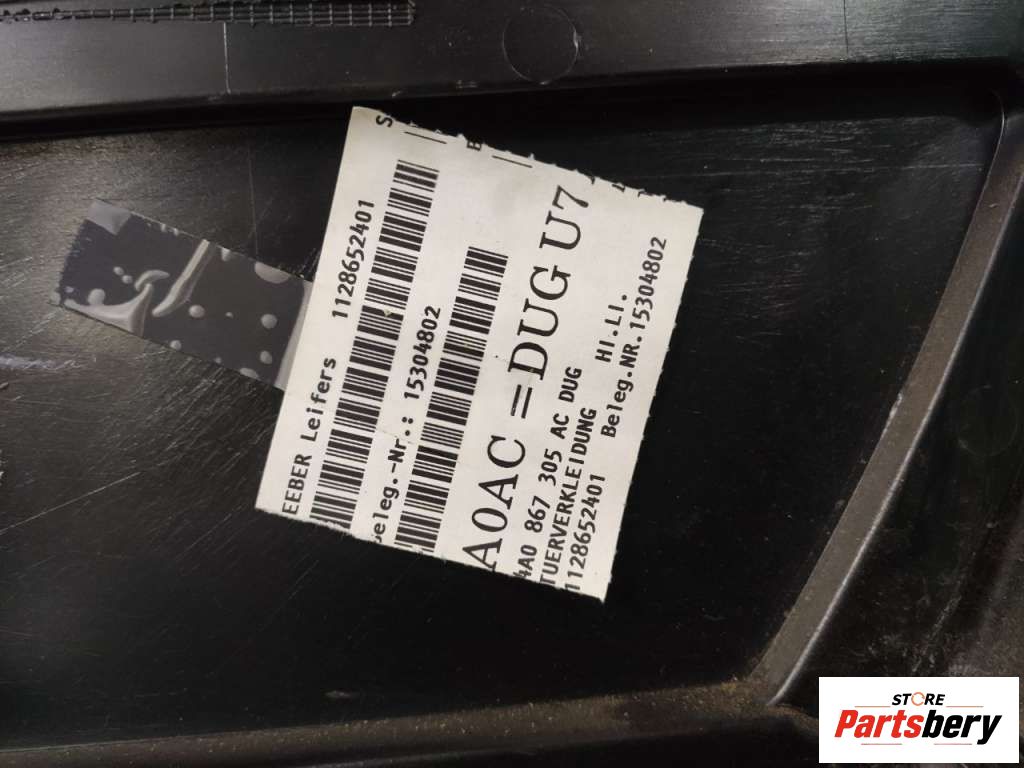 EEBER Leifers 1128652401
Beleg.-Nr.: 15304802
A0AC =DUG U7
4A0 867 305 AC DUG
TUERVERKLEIDUNG HI.LI.
1128652401 Beleg.NR.15304802
STORE
Partsbery